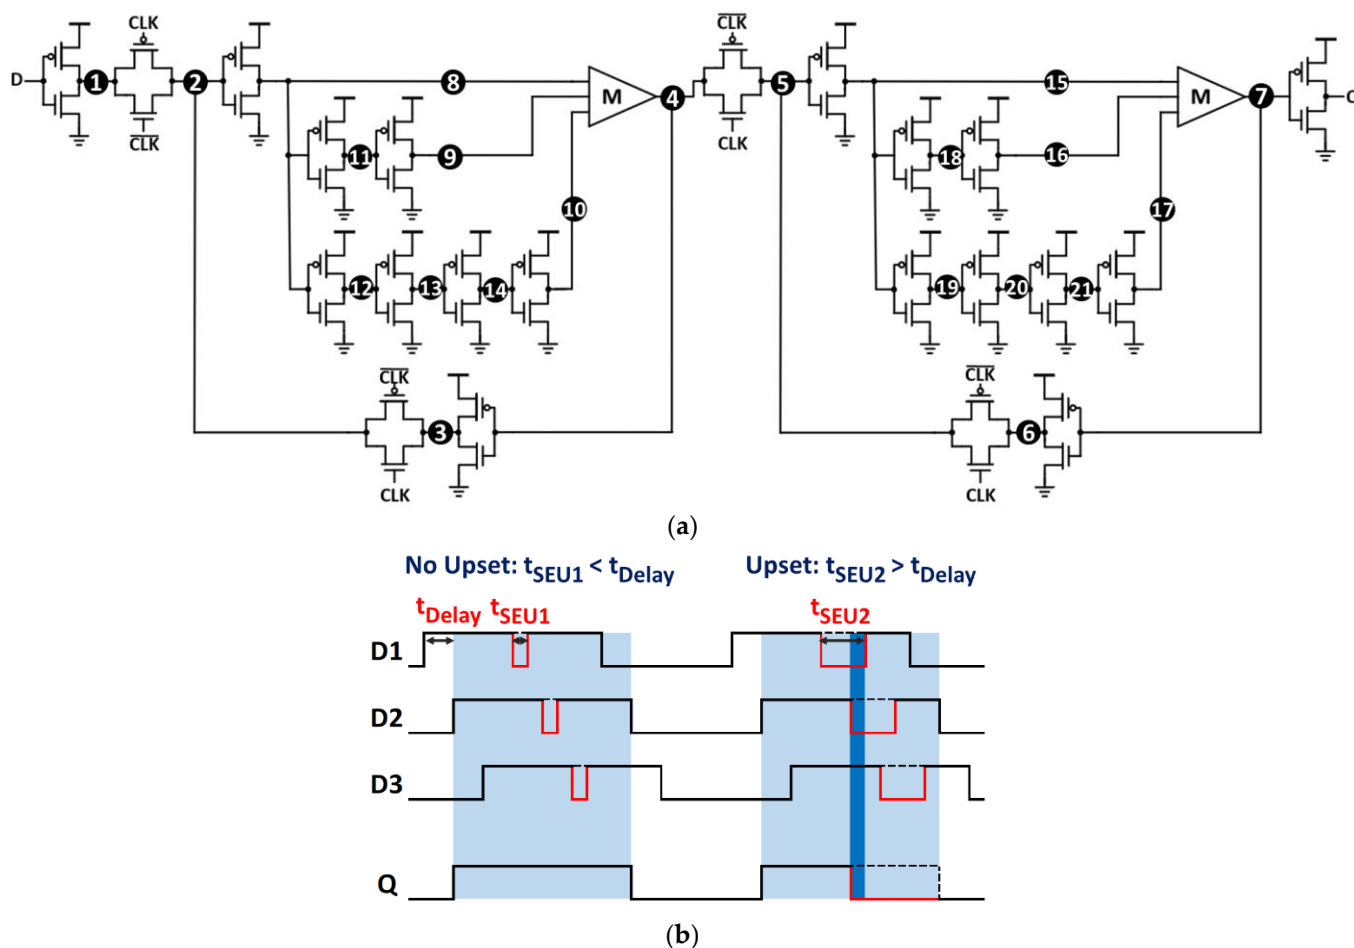 CLK
CLK
D
1
2
8
M
4
5
15
M
7
Q
CLK
CLK
11
9
18
16
10
17
12
13
14
19
20
21
CLK
3
CLK
CLK
6
CLK
(a)
No Upset: tSEU1 < tDelay
Upset: tSEU2 > tDelay
tDelay
tSEU1
tSEU2
D1
D2
D3
Q
(b)